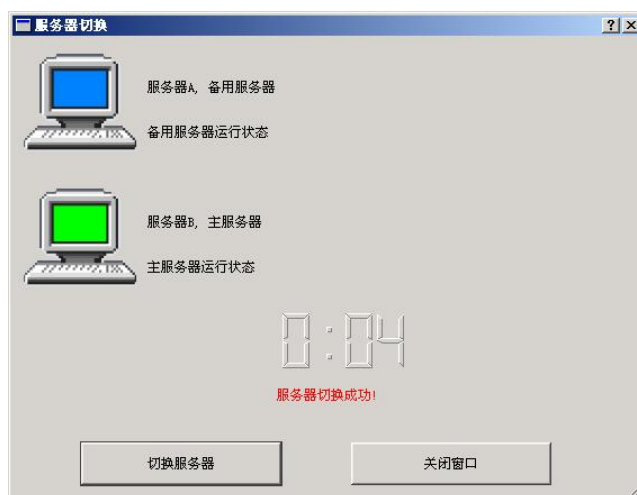 服务器切换
服务器A, 备用服务器
备用服务器运行状态
服务器B, 主服务器
主服务器运行状态
0:04
服务器切换成功!
切换服务器
关闭窗口